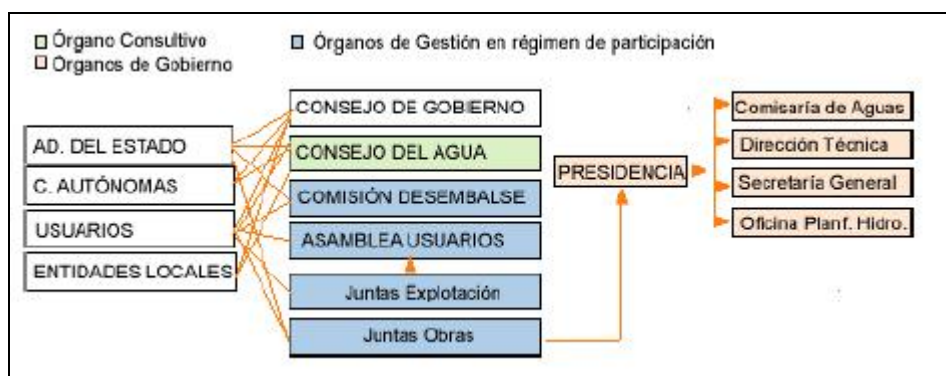 Órgano Consultivo
Órganos de Gestión en régimen de participación
Organos de Gobierno
CONSEJO DE GOBIERNO
AD. DEL ESTADO
CONSEJO DEL AGUA
C. AUTÓNOMAS
COMISIÓN DESEMBALSE
USUARIOS
ASAMBLEA USUARIOS
ENTIDADES LOCALES
Juntas Explotación
Juntas Obras
PRESIDENCIA
Comisaría de Aguas
Dirección Técnica
Secretaría General
Oficina Planf. Hidro.